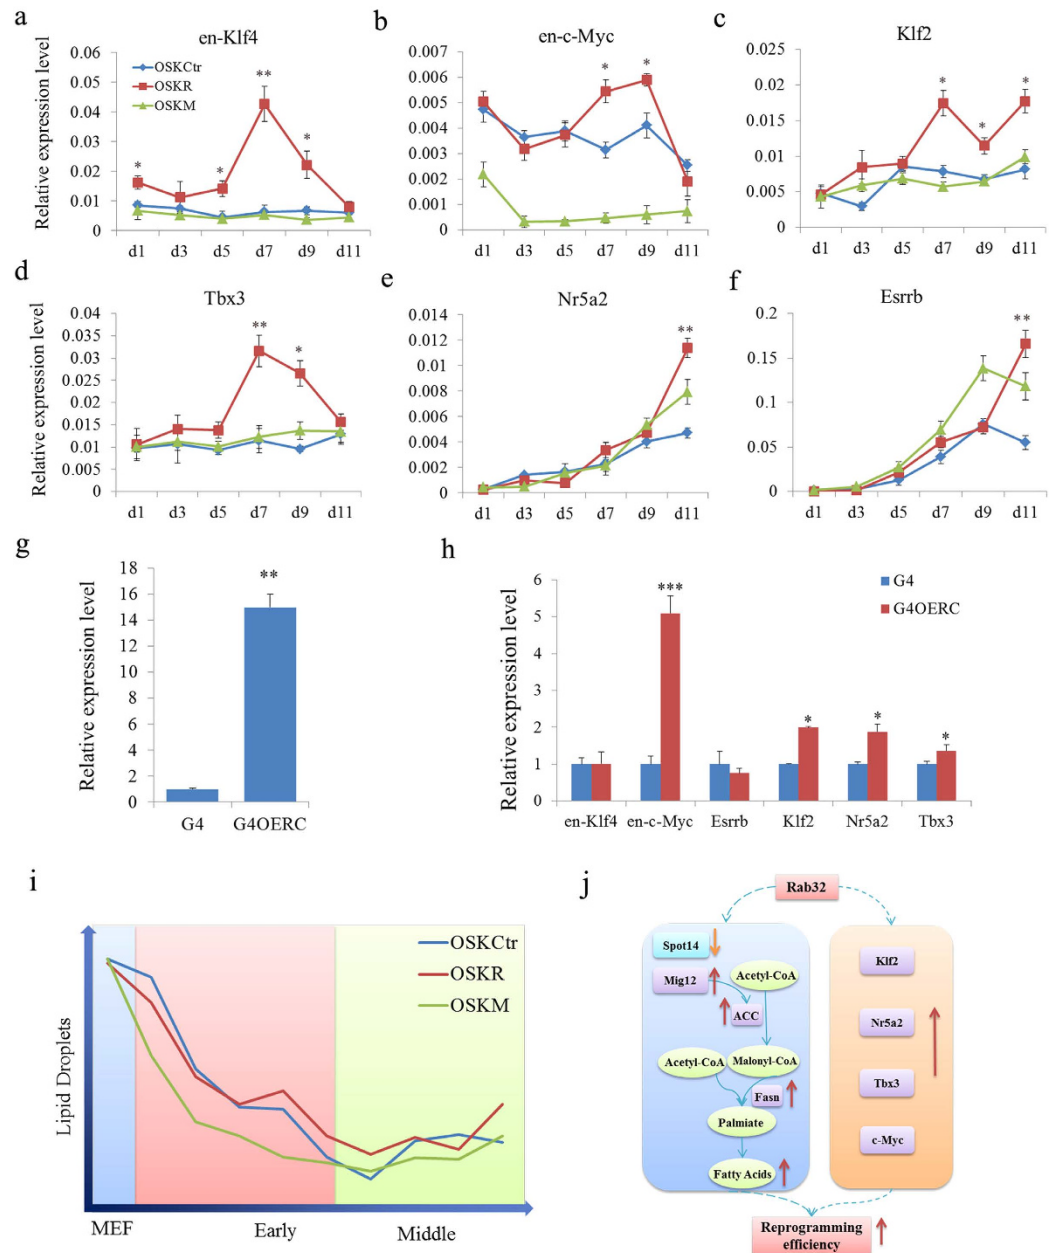 a
en-Klf4
Relative expression level
0.06
0.05
0.04
0.03
0.02
0.01
0
OSKCtr
OSKR
OSKM
*
*
**
*
d1 d3 d5 d7 d9 d11
b
en-c-Myc
0.007
0.006
0.005
0.004
0.003
0.002
0.001
0
*
*
d1 d3 d5 d7 d9 d11
c
Klf2
0.025
0.02
0.015
0.01
0.005
0
*
*
*
d1 d3 d5 d7 d9 d11
d
Tbx3
Relative expression level
0.04
0.035
0.03
0.025
0.02
0.015
0.01
0.005
0
**
*
d1 d3 d5 d7 d9 d11
e
Nr5a2
0.014
0.012
0.01
0.008
0.006
0.004
0.002
0
**
d1 d3 d5 d7 d9 d11
f
Esrrb
0.2
0.15
0.1
0.05
0
**
d1 d3 d5 d7 d9 d11
g
Relative expression level
18
16
14
12
10
8
6
4
2
0
**
G4 G4OERC
h
Relative expression level
6
5
4
3
2
1
0
G4
G4OERC
***
*
*
*
en-Klf4 en-c-Myc Esrrb Klf2 Nr5a2 Tbx3
i
Lipid Droplets
OSKCtr
OSKR
OSKM
MEF Early Middle
j
Rab32
Spot14
Mig12
Acetyl-CoA
ACC
Acetyl-CoA
Malonyl-CoA
Fasn
Palmiate
Fatty Acids
Klf2
Nr5a2
Tbx3
c-Myc
Reprogramming
efficiency